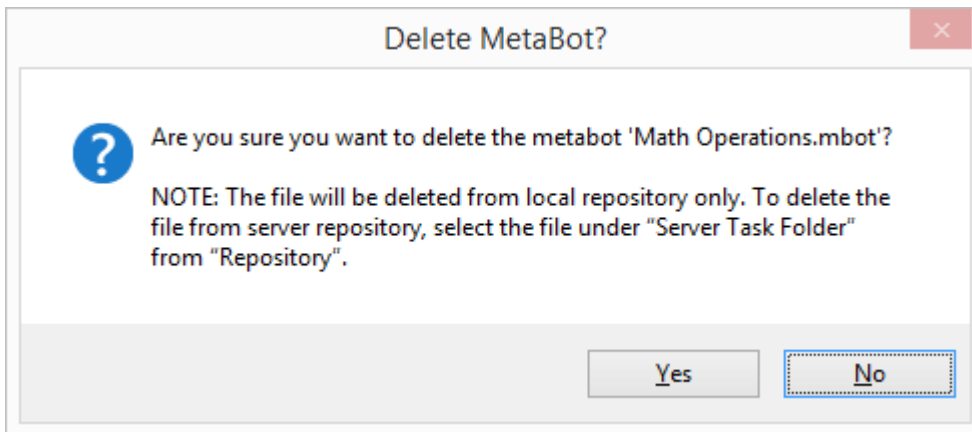 Delete MetaBot?
Are you sure you want to delete the metabot 'Math Operations.mbot'?
NOTE: The file will be deleted from local repository only. To delete the
file from server repository, select the file under “Server Task Folder”
from “Repository”.
Yes
No